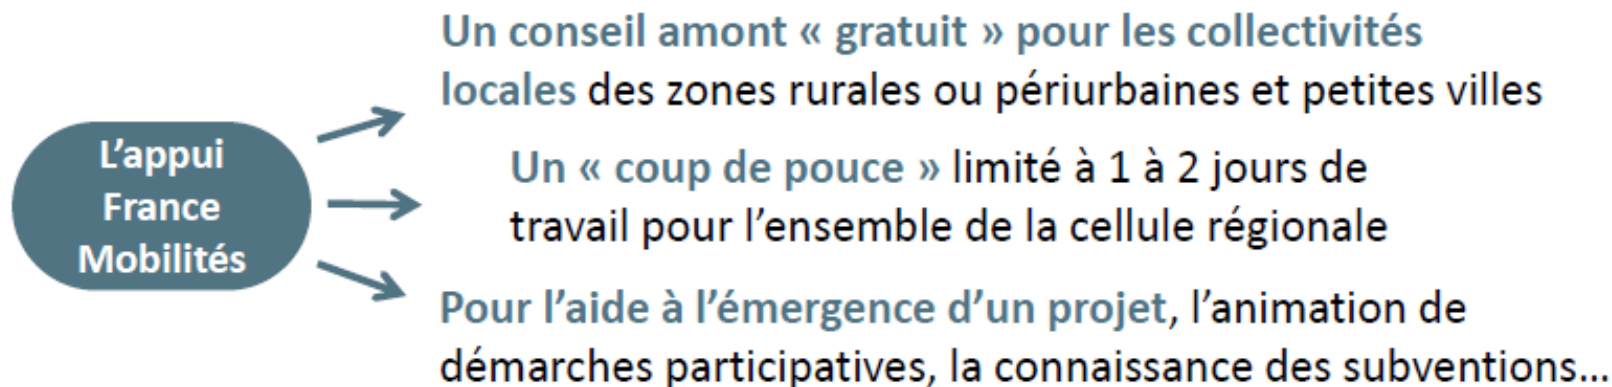 Un conseil amont « gratuit » pour les collectivités
locales des zones rurales ou périurbaines et petites villes
L’appui
France
Mobilités
Un « coup de pouce » limité à 1 à 2 jours de
travail pour l’ensemble de la cellule régionale
Pour l’aide à l’émergence d’un projet, l’animation de
démarches participatives, la connaissance des subventions...